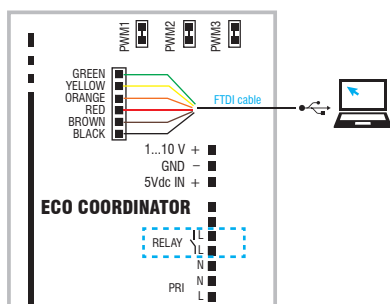 PWM1
PWM2
PWM3
GREEN
YELLOW
ORANGE
RED
BROWN
BLACK
FTDI cable
1...10 V +
GND –
5Vdc IN +
ECO COORDINATOR
RELAY
L
L
N
PRI
N
L